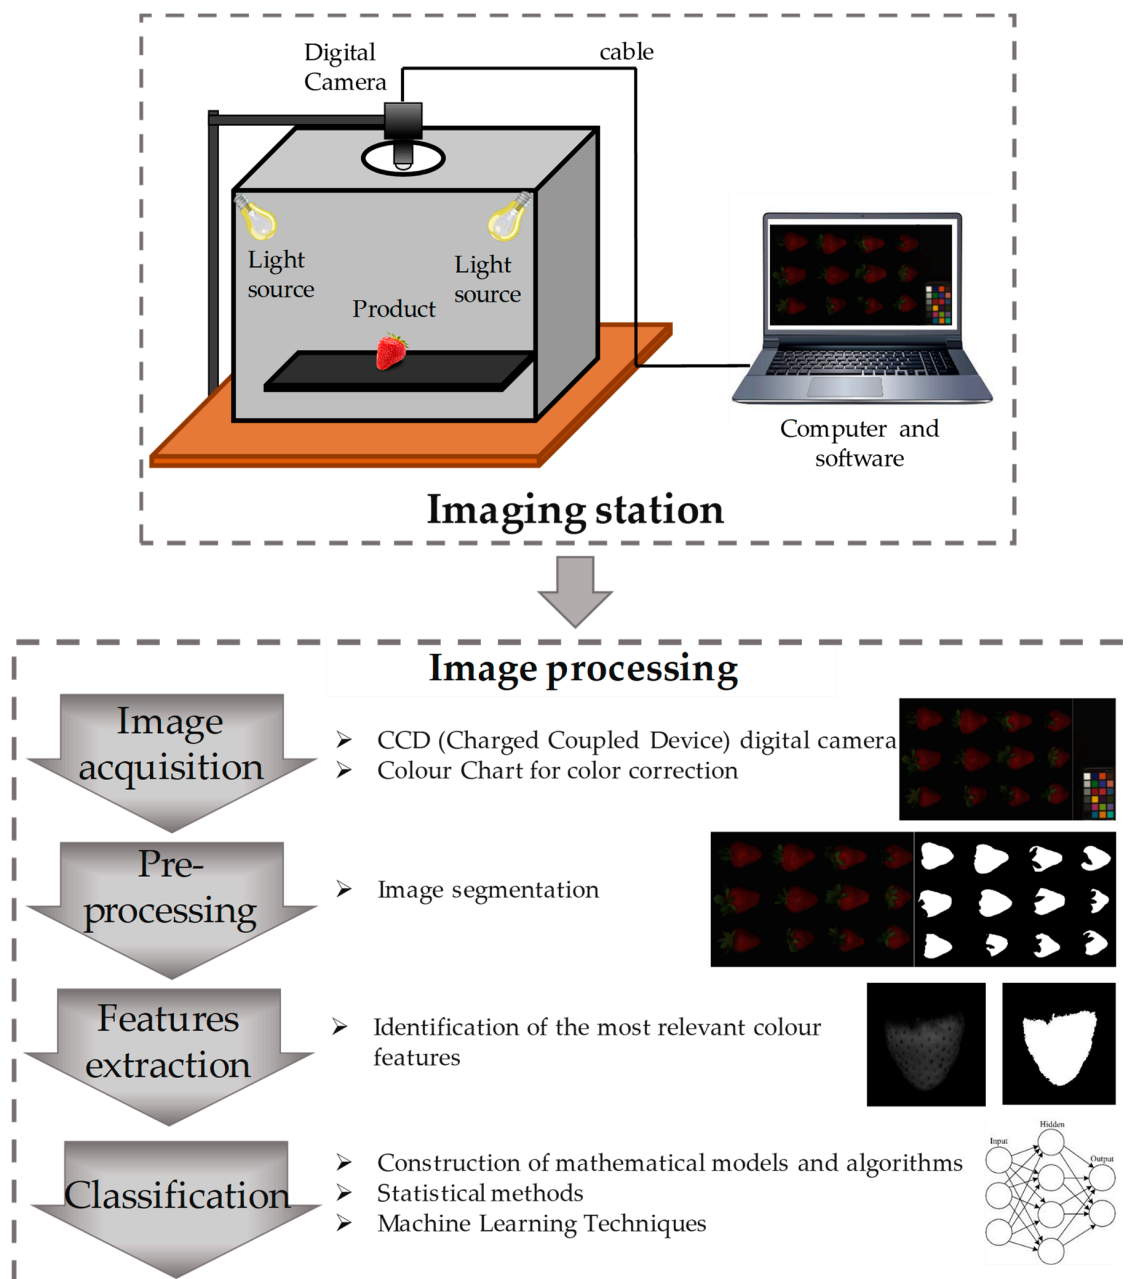 Digital
Camera
cable
Light
source
Light
source
Product
Computer and
software
Imaging station
Image processing
Image
acquisition
➢ CCD (Charged Coupled Device) digital camera
➢ Colour Chart for color correction
Pre-
processing
➢ Image segmentation
Features
extraction
➢ Identification of the most relevant colour
features
Classification
➢ Construction of mathematical models and algorithms
➢ Statistical methods
➢ Machine Learning Techniques
Input
Hidden
Output